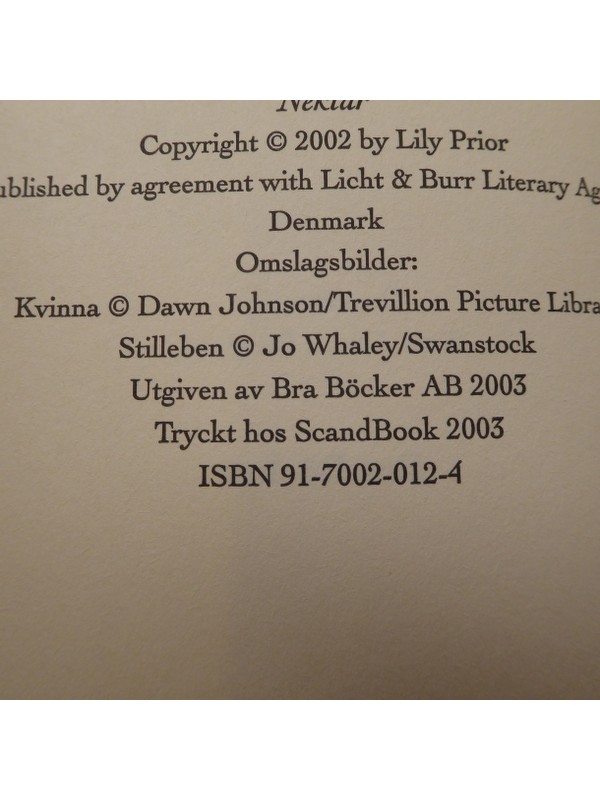 Nektar
Copyright © 2002 by Lily Prior
ublished by agreement with Licht & Burr Literary Ag
Denmark
Omslagsbilder:
Kvinna © Dawn Johnson/Trevillion Picture Libra
Stilleben © Jo Whaley/Swanstock
Utgiven av Bra Böcker AB 2003
Tryckt hos ScandBook 2003
ISBN 91-7002-012-4